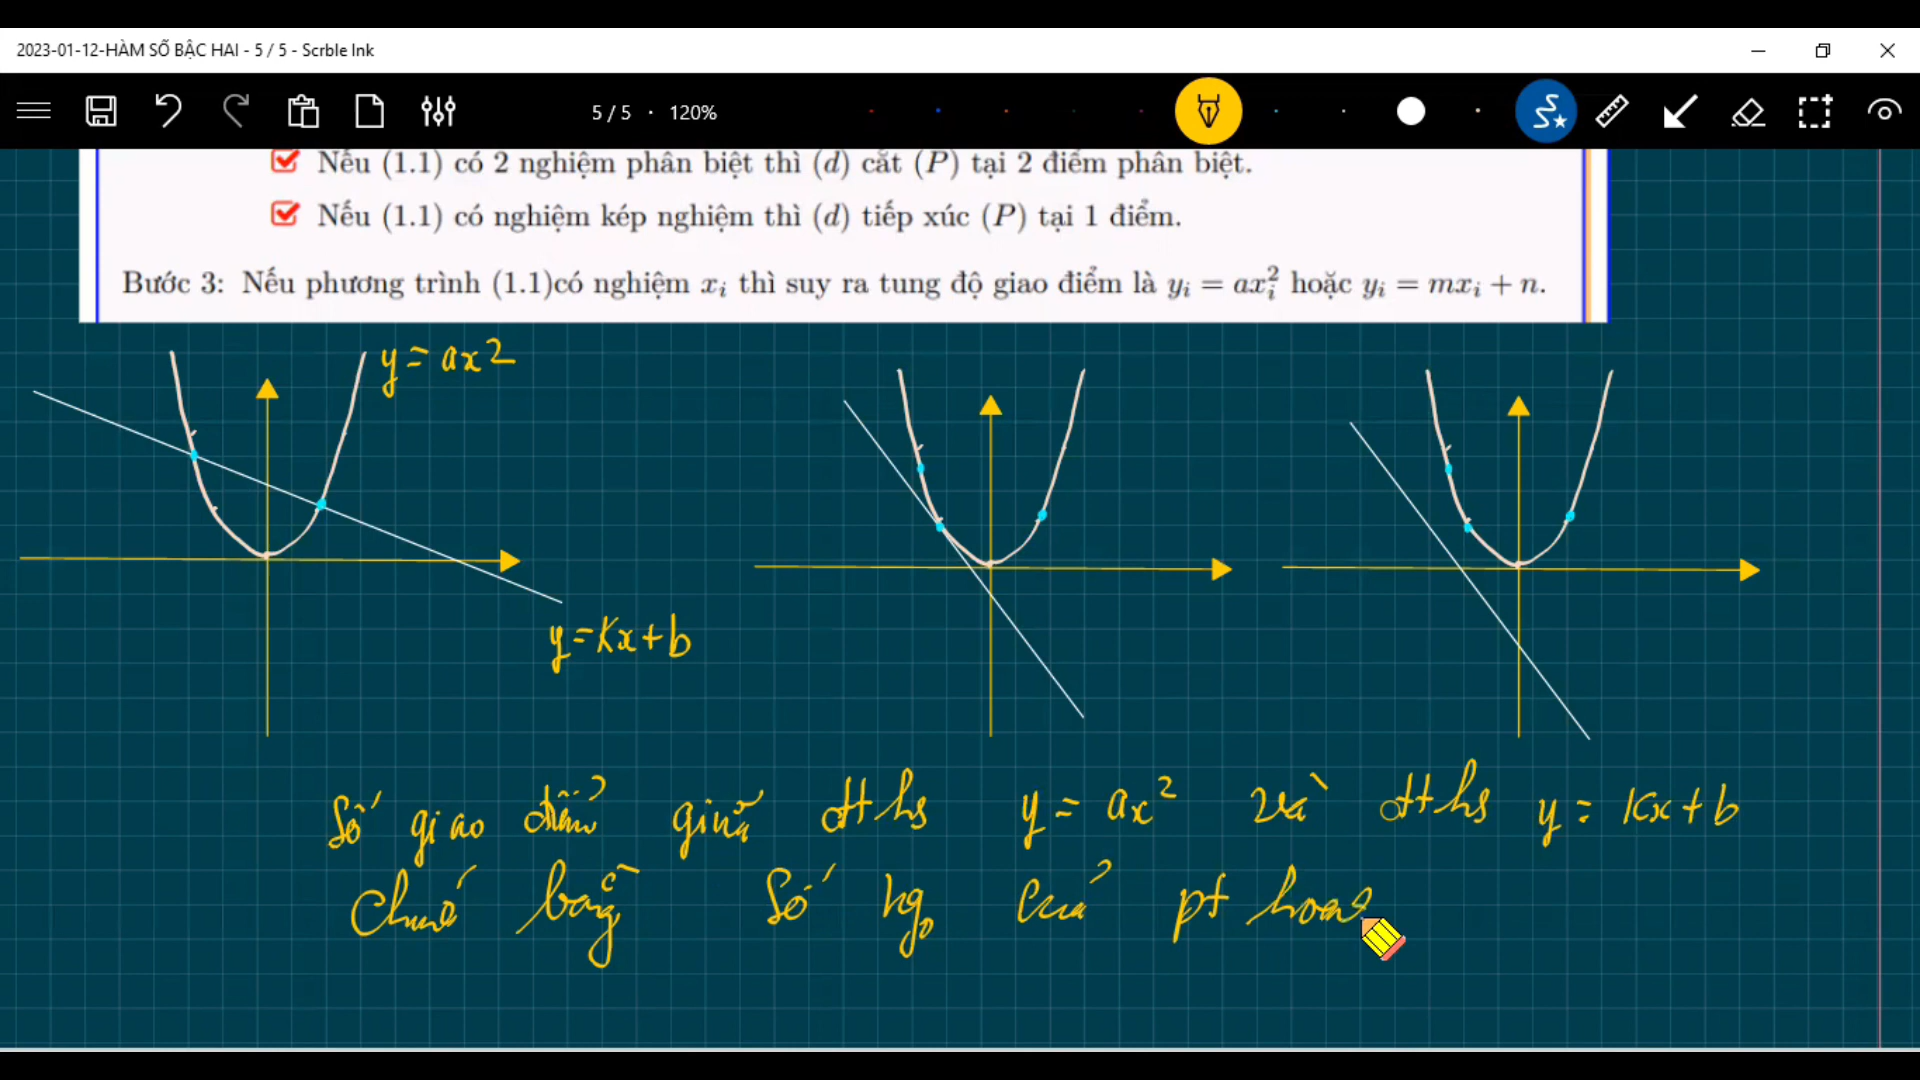 2023-01-12-HÀM SỐ BẬC HAI - 5 / 5 - Scrble Ink
5 / 5 · 120%
Nếu (1.1) có 2 nghiệm phân biệt thì (d) cắt (P) tại 2 điểm phân biệt.
Nếu (1.1) có nghiệm kép nghiệm thì (d) tiếp xúc (P) tại 1 điểm.
Bước 3: Nếu phương trình (1.1)có nghiệm xᵢ thì suy ra tung độ giao điểm là yᵢ = axᵢ² hoặc yᵢ = mxᵢ + n.
y = ax2
y = Kx + b
Số giao điểm giữa đths y = ax² và đths y = Kx + b
Chính bằng số ng₀ của pt hoàn